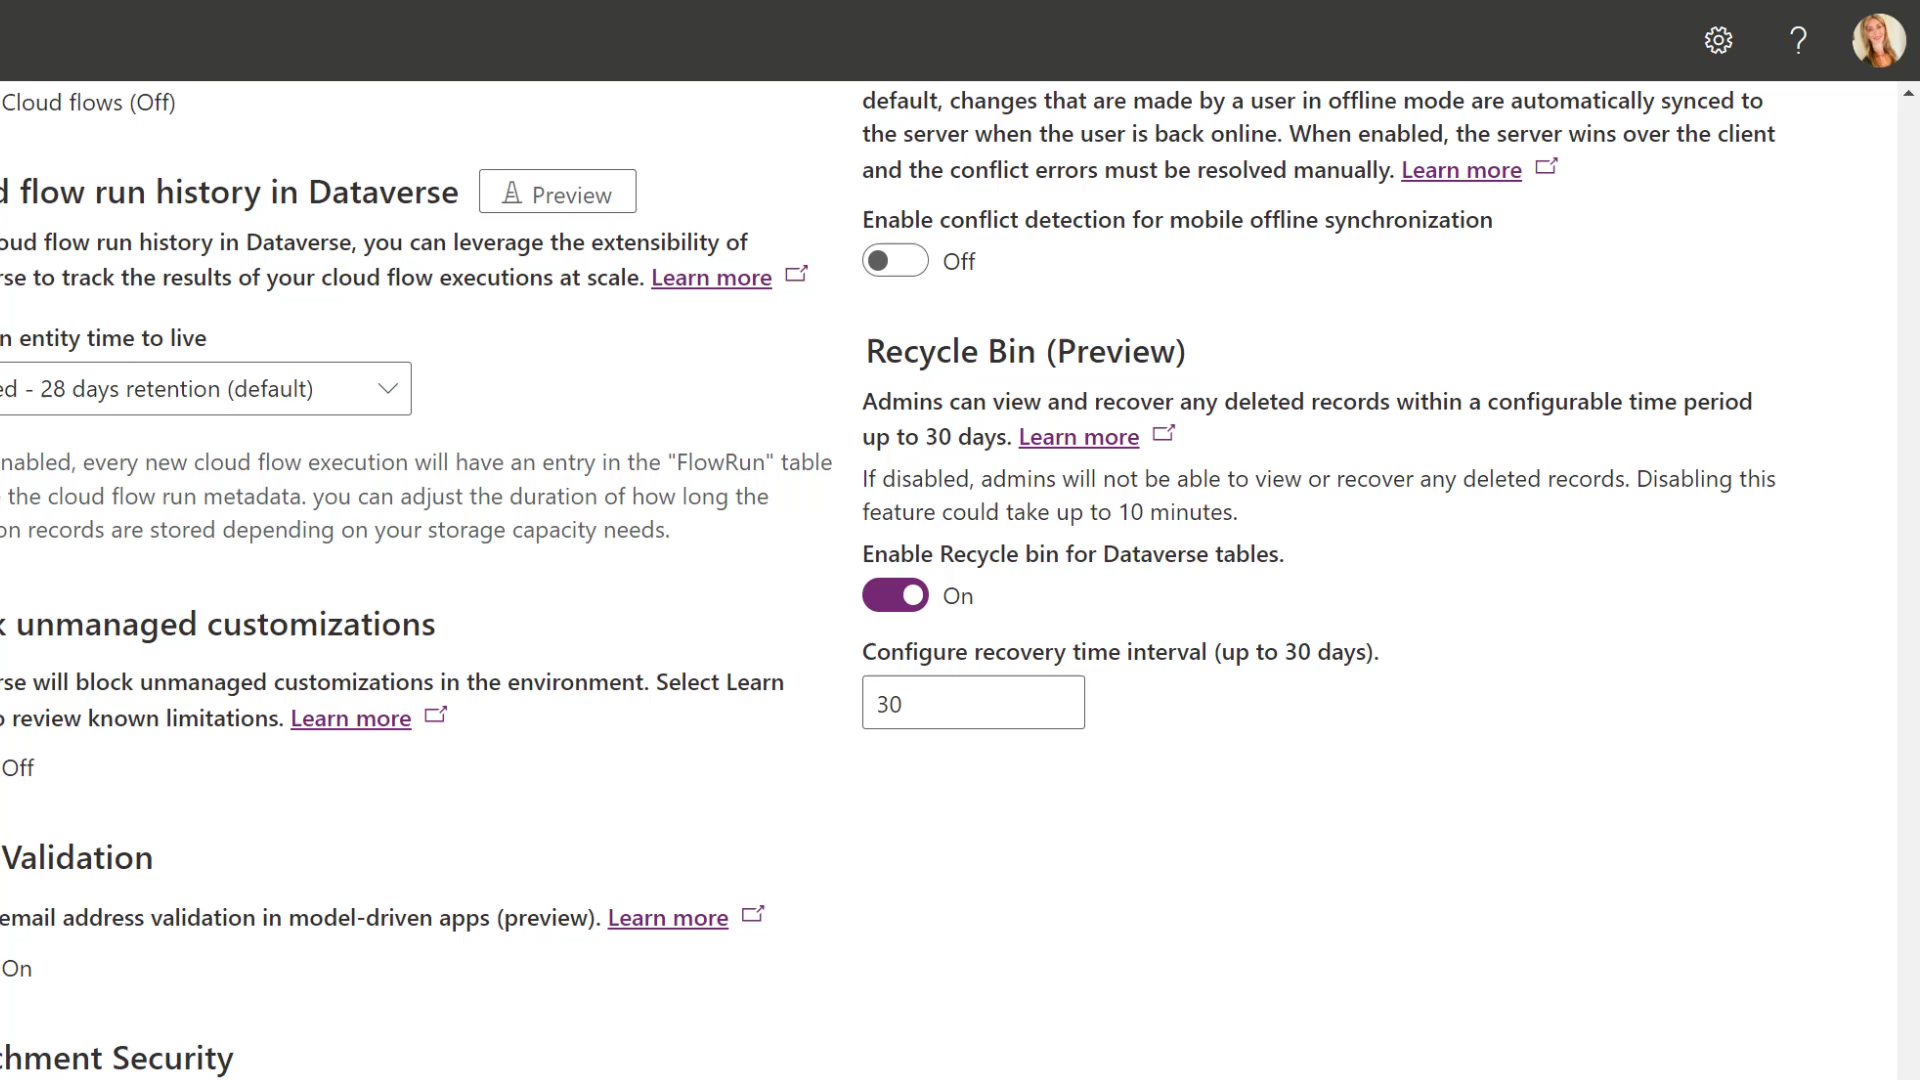 Cloud flows (Off)
flow run history in Dataverse
Preview
oud flow run history in Dataverse, you can leverage the extensibility of
rse to track the results of your cloud flow executions at scale. Learn more
n entity time to live
ed - 28 days retention (default)
nabled, every new cloud flow execution will have an entry in the "FlowRun" table
the cloud flow run metadata. you can adjust the duration of how long the
on records are stored depending on your storage capacity needs.
k unmanaged customizations
rse will block unmanaged customizations in the environment. Select Learn
o review known limitations. Learn more
Off
Validation
email address validation in model-driven apps (preview). Learn more
On
chment Security
default, changes that are made by a user in offline mode are automatically synced to
the server when the user is back online. When enabled, the server wins over the client
and the conflict errors must be resolved manually. Learn more
Enable conflict detection for mobile offline synchronization
Off
Recycle Bin (Preview)
Admins can view and recover any deleted records within a configurable time period
up to 30 days. Learn more
If disabled, admins will not be able to view or recover any deleted records. Disabling this
feature could take up to 10 minutes.
Enable Recycle bin for Dataverse tables.
On
Configure recovery time interval (up to 30 days).
30